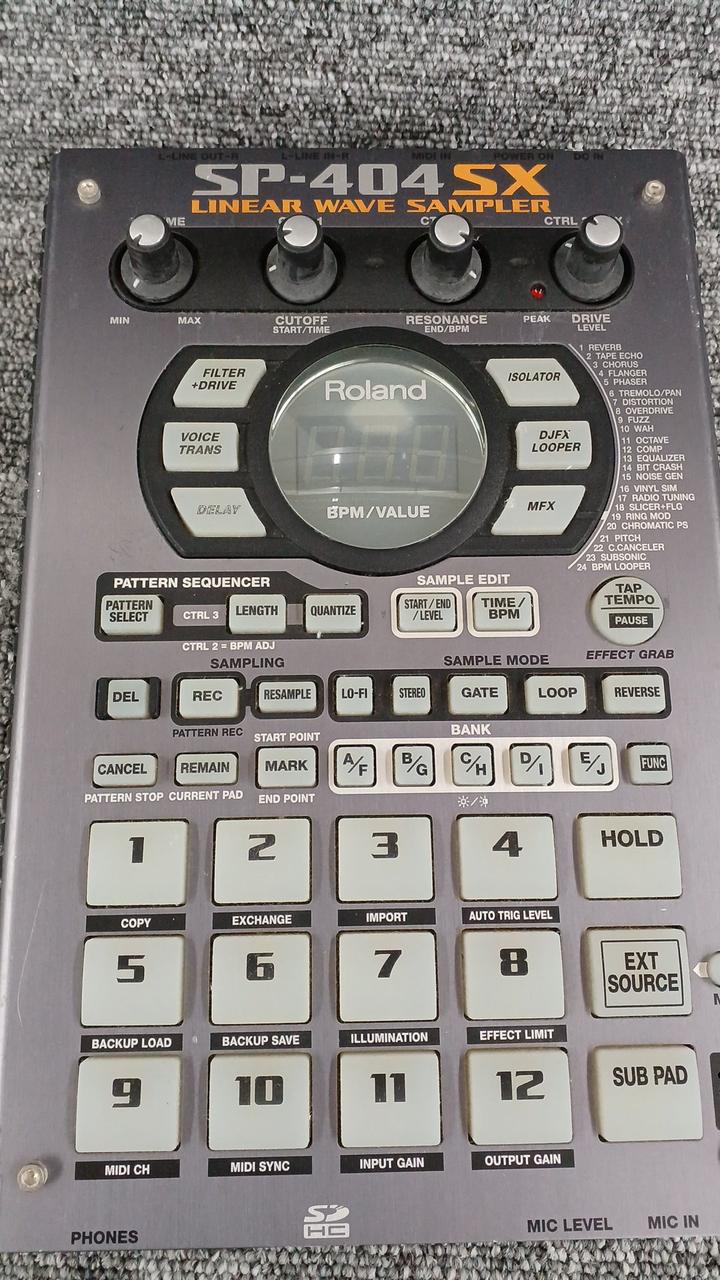 L-LINE OUT-R L-LINE IN-R MIDI IN POWER ON DC IN
SP-404SX
LINEAR WAVE SAMPLER
CTRL
MIN MAX CUTOFF RESONANCE PEAK DRIVE
START/TIME END/BPM LEVEL
FILTER
+DRIVE
VOICE
TRANS
DELAY
Roland
BPM/VALUE
ISOLATOR
DJFX
LOOPER
MFX
1 REVERB
2 TAPE ECHO
3 CHORUS
4 FLANGER
5 PHASER
6 TREMOLO/PAN
7 DISTORTION
8 OVERDRIVE
9 FUZZ
10 WAH
11 OCTAVE
12 COMP
13 EQUALIZER
14 BIT CRASH
15 NOISE GEN
16 VINYL SIM
17 RADIO TUNING
18 SLICER+FLG
19 RING MOD
20 CHROMATIC PS
21 PITCH
22 C.CANCELER
23 SUBSONIC
24 BPM LOOPER
PATTERN SEQUENCER
PATTERN
SELECT
CTRL 3
LENGTH
QUANTIZE
CTRL 2 = BPM ADJ
SAMPLE EDIT
START/END
/LEVEL
TIME/
BPM
TAP
TEMPO
PAUSE
EFFECT GRAB
SAMPLING
DEL REC RESAMPLE
PATTERN REC
SAMPLE MODE
LO-FI STEREO GATE LOOP REVERSE
CANCEL REMAIN
PATTERN STOP CURRENT PAD
START POINT
MARK
END POINT
BANK
A/F B/G C/H D/I E/J FUNC
1 2 3 4 HOLD
COPY EXCHANGE IMPORT AUTO TRIG LEVEL
5 6 7 8 EXT
SOURCE
BACKUP LOAD BACKUP SAVE ILLUMINATION EFFECT LIMIT
9 10 11 12 SUB PAD
MIDI CH MIDI SYNC INPUT GAIN OUTPUT GAIN
SD
HC
PHONES MIC LEVEL MIC IN